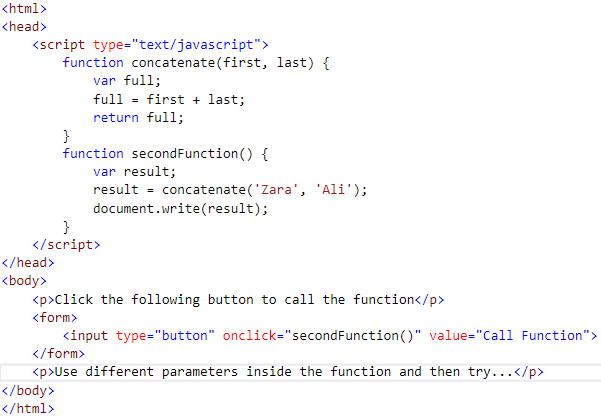 <html>
<head>
    <script type="text/javascript">
        function concatenate(first, last) {
            var full;
            full = first + last;
            return full;
        }
        function secondFunction() {
            var result;
            result = concatenate('Zara', 'Ali');
            document.write(result);
        }
    </script>
</head>
<body>
    <p>Click the following button to call the function</p>
    <form>
        <input type="button" onclick="secondFunction()" value="Call Function">
    </form>
    <p>Use different parameters inside the function and then try...</p>
</body>
</html>